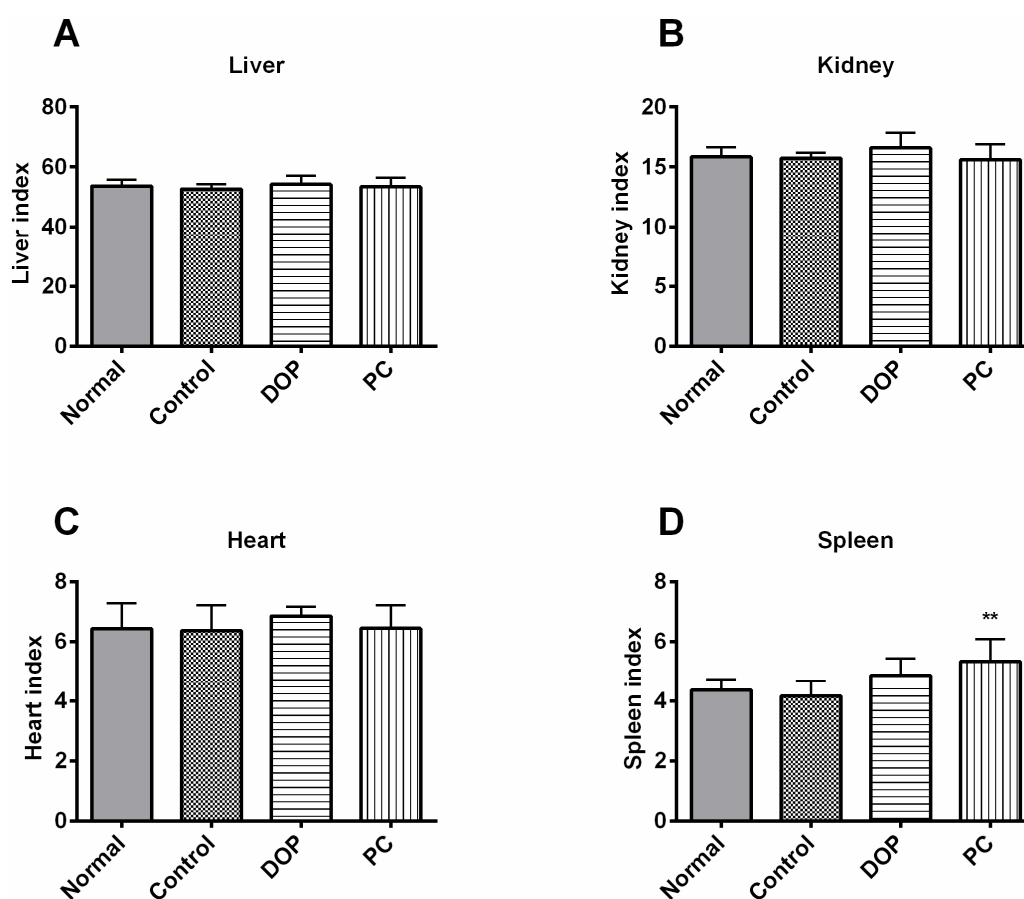 A
Liver
80
60
40
20
0
Liver index
Normal
Control
DOP
PC
B
Kidney
20
15
10
5
0
Kidney index
Normal
Control
DOP
PC
C
Heart
8
6
4
2
0
Heart index
Normal
Control
DOP
PC
D
Spleen
8
6
4
2
0
Spleen index
**
Normal
Control
DOP
PC